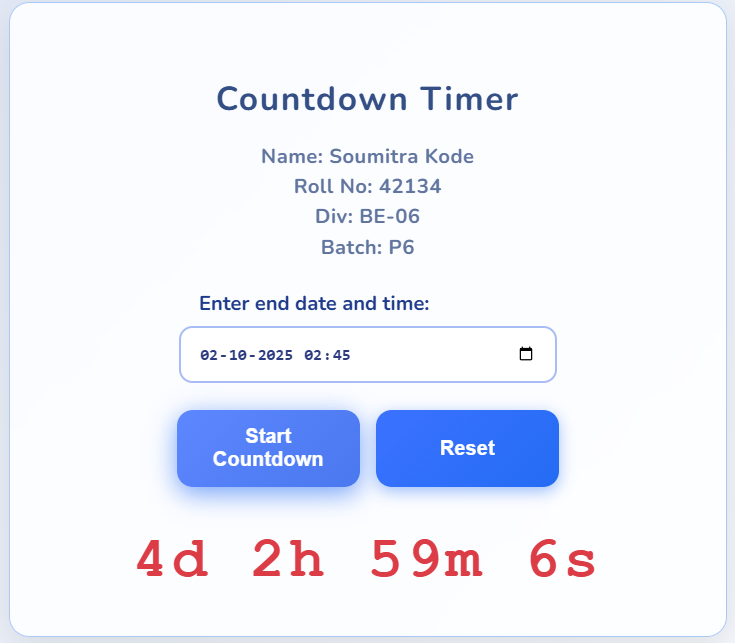 Countdown Timer
Name: Soumitra Kode
Roll No: 42134
Div: BE-06
Batch: P6
Enter end date and time:
02-10-2025 02:45
Start
Countdown
Reset
4d 2h 59m 6s